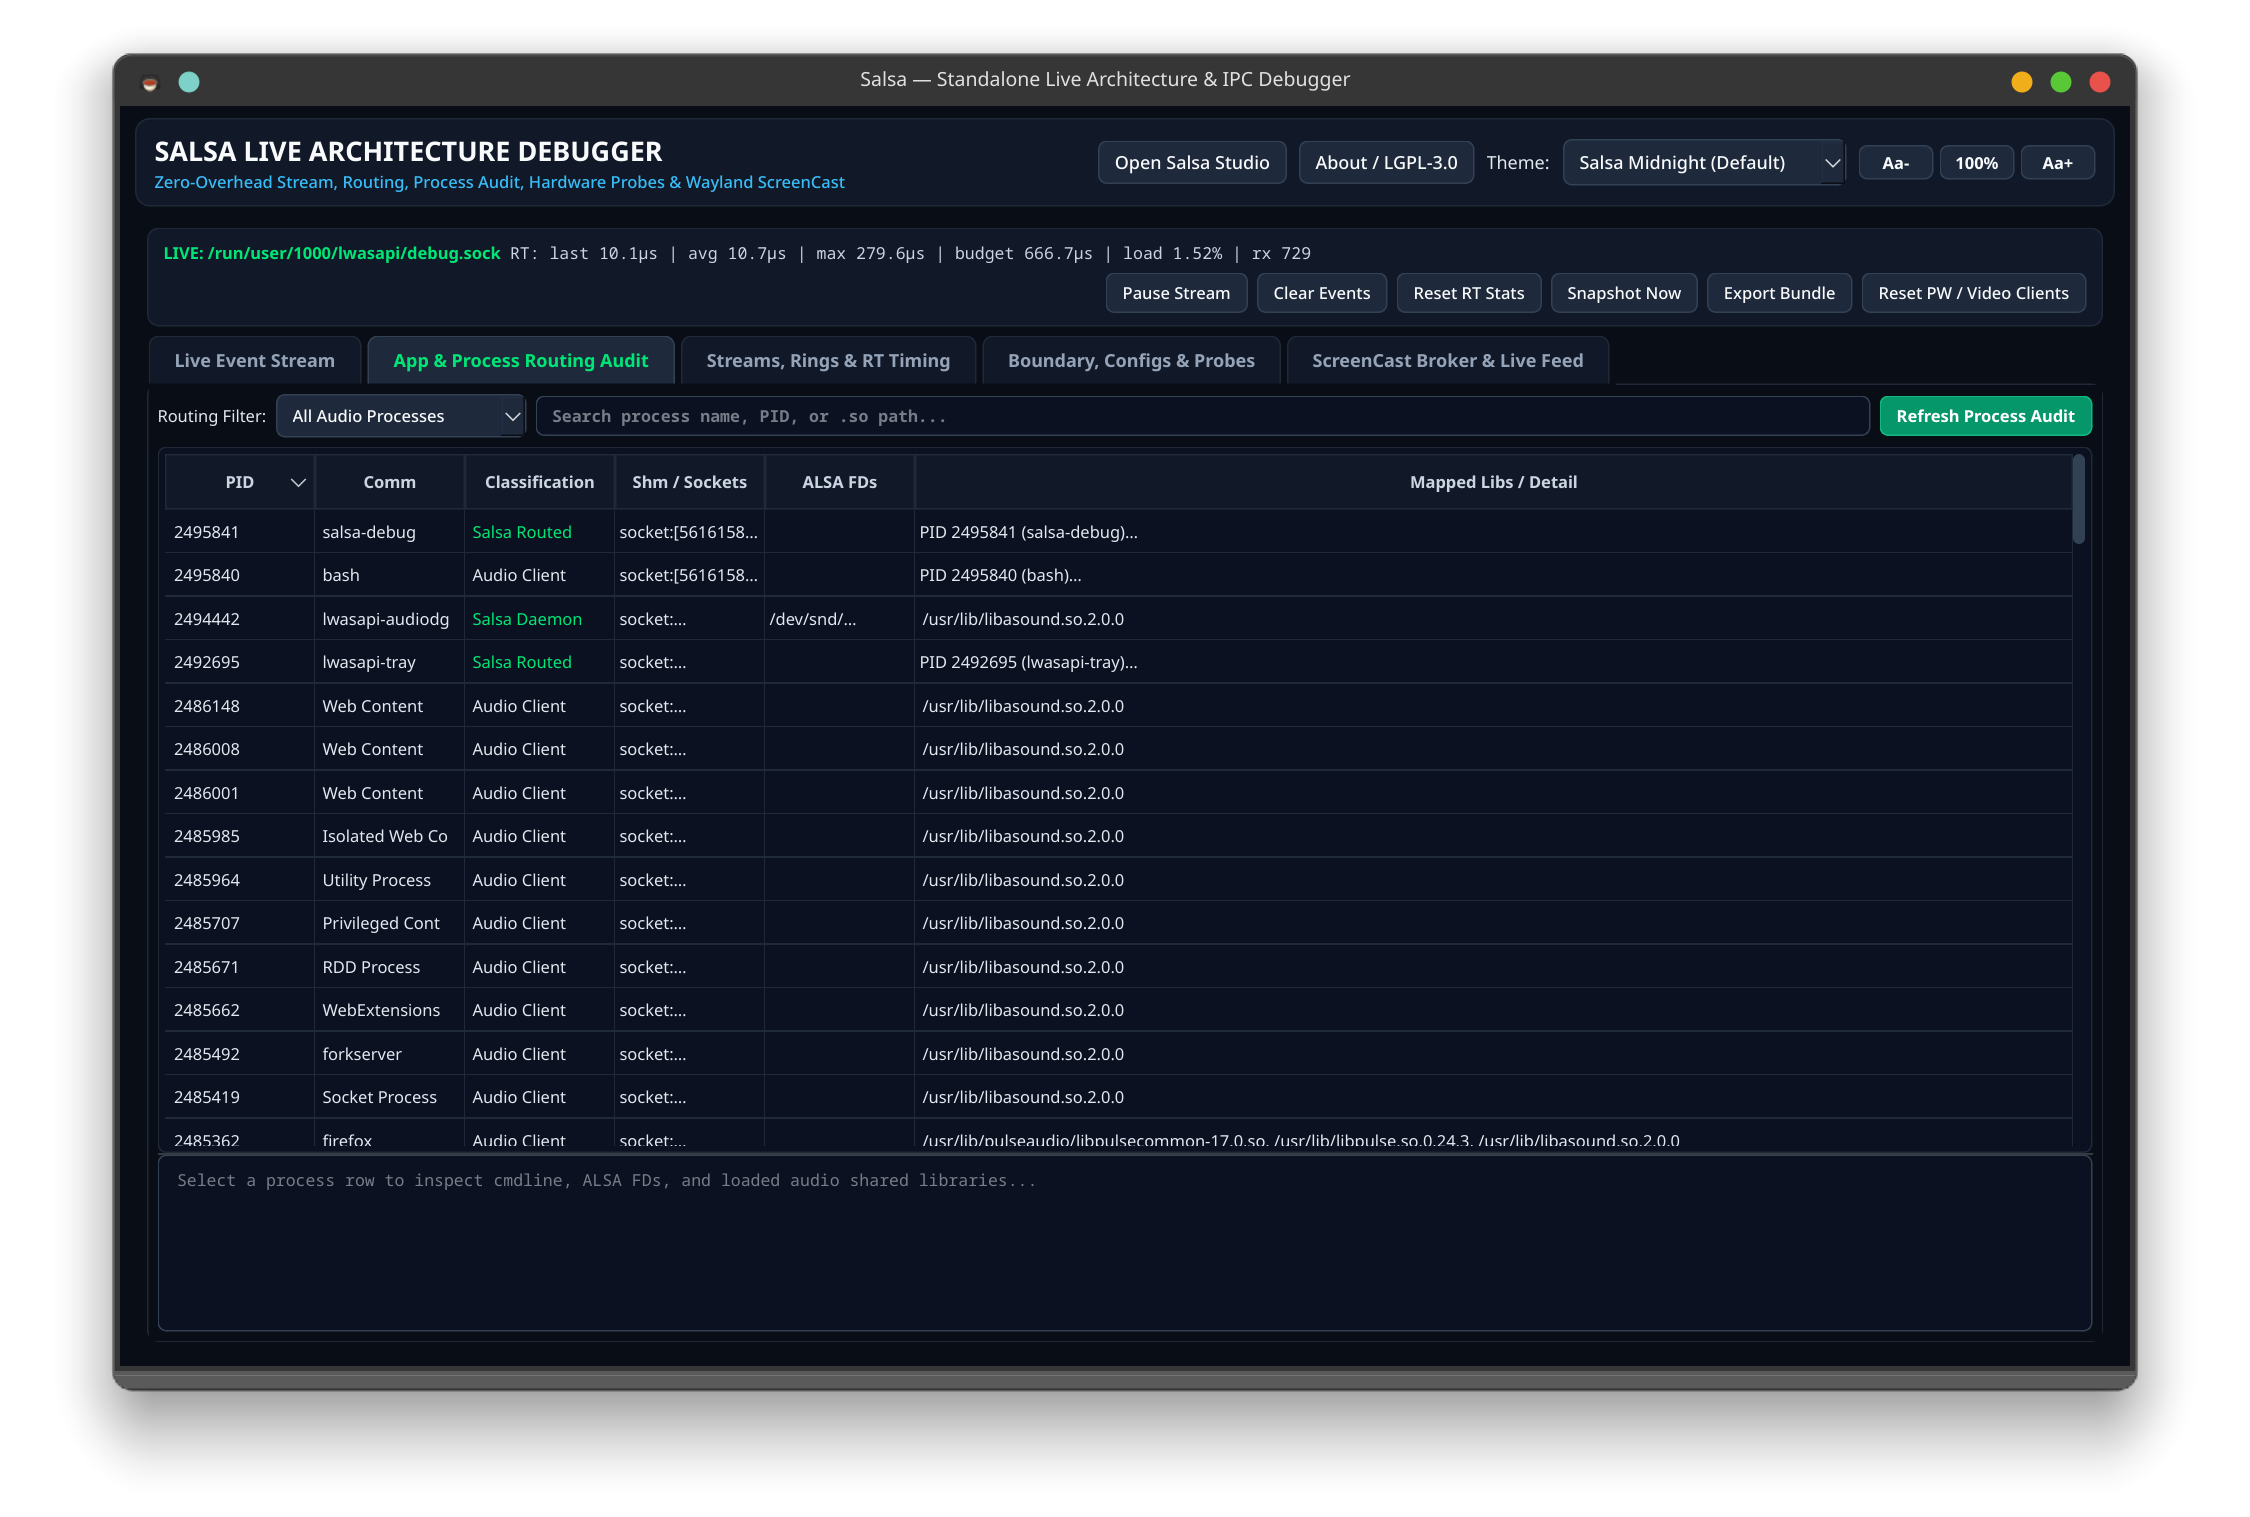 Salsa — Standalone Live Architecture & IPC Debugger
SALSA LIVE ARCHITECTURE DEBUGGER
Zero-Overhead Stream, Routing, Process Audit, Hardware Probes & Wayland ScreenCast
Open Salsa Studio About / LGPL-3.0 Theme: Salsa Midnight (Default) Aa- 100% Aa+
LIVE: /run/user/1000/lwasapi/debug.sock RT: last 10.1µs | avg 10.7µs | max 279.6µs | budget 666.7µs | load 1.52% | rx 729
Pause Stream Clear Events Reset RT Stats Snapshot Now Export Bundle Reset PW / Video Clients
Live Event Stream App & Process Routing Audit Streams, Rings & RT Timing Boundary, Configs & Probes ScreenCast Broker & Live Feed
Routing Filter: All Audio Processes Search process name, PID, or .so path... Refresh Process Audit
PID Comm Classification Shm / Sockets ALSA FDs Mapped Libs / Detail
2495841 salsa-debug Salsa Routed socket:[5616158... PID 2495841 (salsa-debug)...
2495840 bash Audio Client socket:[5616158... PID 2495840 (bash)...
2494442 lwasapi-audiodg Salsa Daemon socket:... /dev/snd/... /usr/lib/libasound.so.2.0.0
2492695 lwasapi-tray Salsa Routed socket:... PID 2492695 (lwasapi-tray)...
2486148 Web Content Audio Client socket:... /usr/lib/libasound.so.2.0.0
2486008 Web Content Audio Client socket:... /usr/lib/libasound.so.2.0.0
2486001 Web Content Audio Client socket:... /usr/lib/libasound.so.2.0.0
2485985 Isolated Web Co Audio Client socket:... /usr/lib/libasound.so.2.0.0
2485964 Utility Process Audio Client socket:... /usr/lib/libasound.so.2.0.0
2485707 Privileged Cont Audio Client socket:... /usr/lib/libasound.so.2.0.0
2485671 RDD Process Audio Client socket:... /usr/lib/libasound.so.2.0.0
2485662 WebExtensions Audio Client socket:... /usr/lib/libasound.so.2.0.0
2485492 forkserver Audio Client socket:... /usr/lib/libasound.so.2.0.0
2485419 Socket Process Audio Client socket:... /usr/lib/libasound.so.2.0.0
2485362 firefox Audio Client socket:... /usr/lib/pulseaudio/libpulsecommon-17.0.so, /usr/lib/libpulse.so.0.24.3, /usr/lib/libasound.so.2.0.0
Select a process row to inspect cmdline, ALSA FDs, and loaded audio shared libraries...